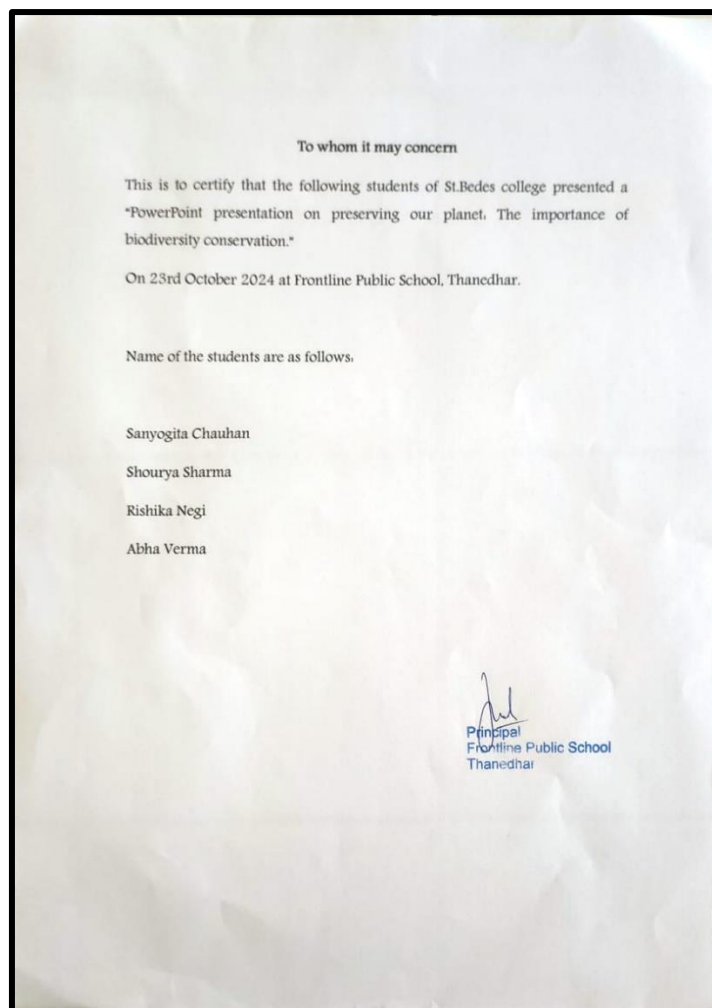 To whom it may concern
This is to certify that the following students of St.Bedes college presented a
"PowerPoint presentation on preserving our planet. The importance of
biodiversity conservation."
On 23rd October 2024 at Frontline Public School, Thanedhar.
Name of the students are as follows.
Sanyogita Chauhan
Shourya Sharma
Rishika Negi
Abha Verma
Principal
Frontline Public School
Thanedhar